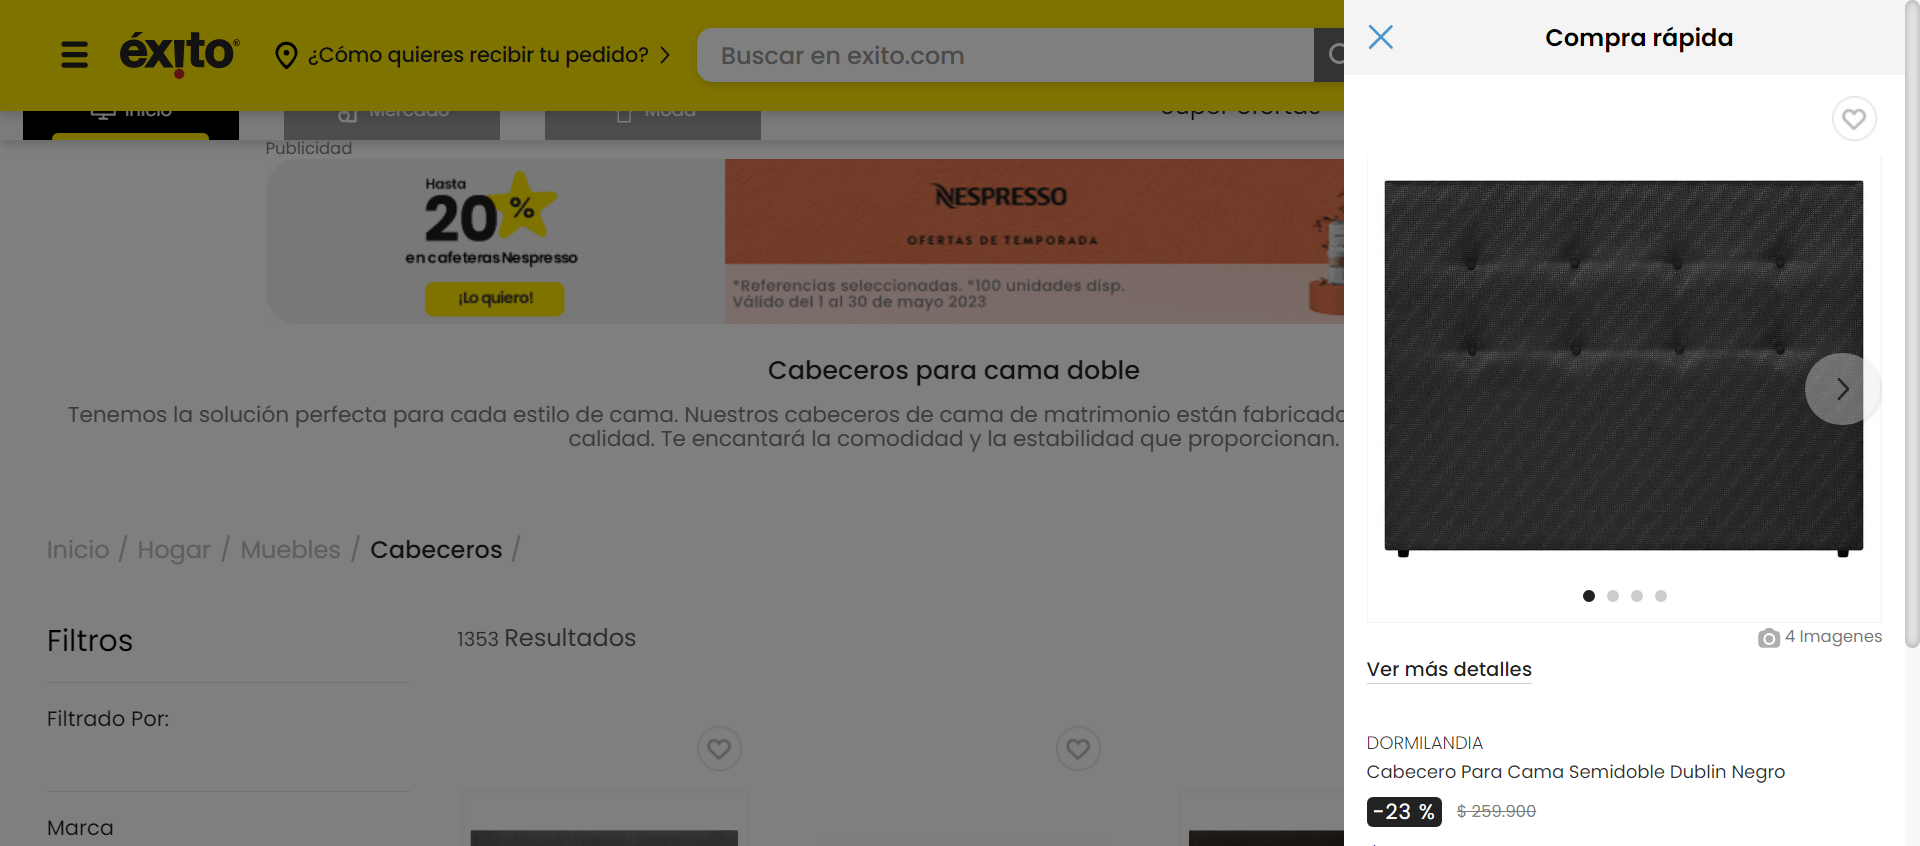 éxito
¿Cómo quieres recibir tu pedido?
Buscar en exito.com
Compra rápida
Inicio
Mercado
Moda
Super Ofertas
Publicidad
Hasta
20 %
en cafeteras Nespresso
¡Lo quiero!
NESPRESSO
OFERTAS DE TEMPORADA
*Referencias seleccionadas. *100 unidades disp.
Válido del 1 al 30 de mayo 2023
Cabeceros para cama doble
Tenemos la solución perfecta para cada estilo de cama. Nuestros cabeceros de cama de matrimonio están fabricado
calidad. Te encantará la comodidad y la estabilidad que proporcionan.
Inicio / Hogar / Muebles / Cabeceros /
Filtros
1353 Resultados
Filtrado Por:
Marca
4 Imagenes
Ver más detalles
DORMILANDIA
Cabecero Para Cama Semidoble Dublin Negro
-23 % $ 259.900